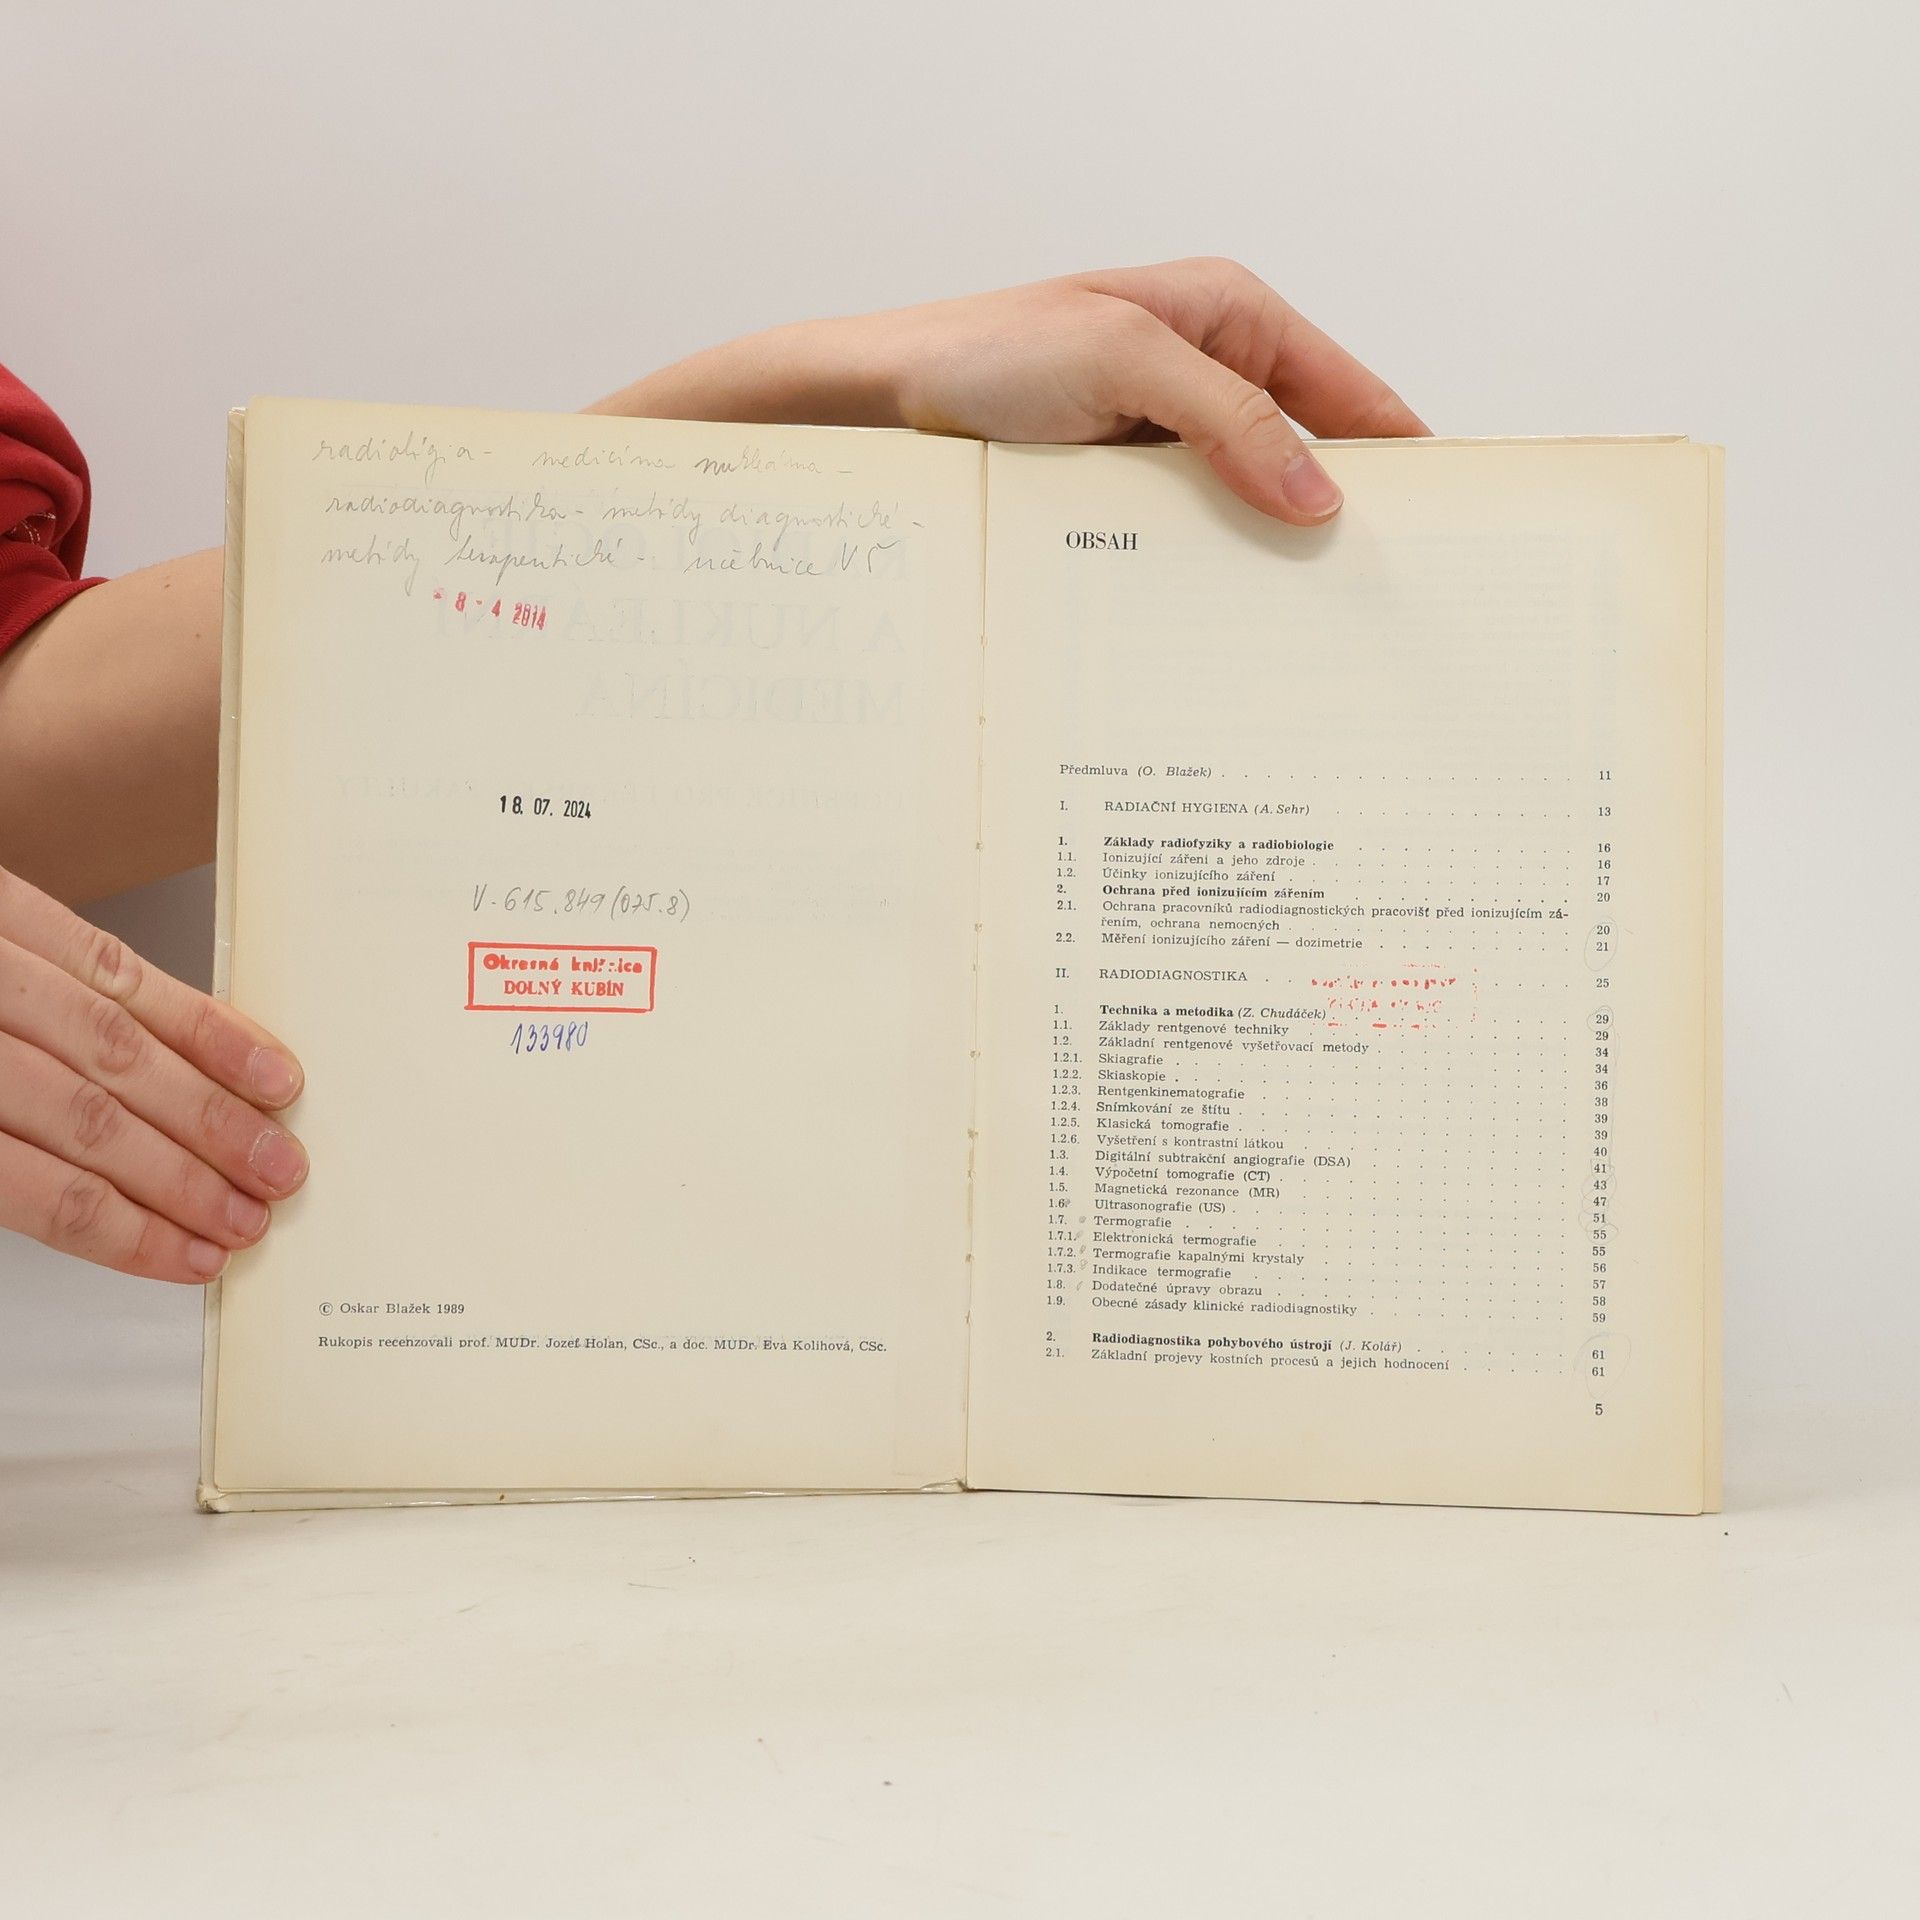 radiológia - medicína nukleárna -
radiodiagnostika - metódy diagnostické -
metódy terapeutické - učebnice VŠ
- 8 - 4 2014
18. 07. 2024
V - 615.849(075.8)
Okresná knižnica
DOLNÝ KUBÍN
133980
© Oskar Blažek 1989
Rukopis recenzovali prof. MUDr. Jozef Holan, CSc., a doc. MUDr. Eva Kolihová, CSc.
OBSAH
Předmluva (O. Blažek) . . . . . . . . . . . . . . . 11
I. RADIAČNÍ HYGIENA (A. Sehr) . . . . . . . . . . . 13
1. Základy radiofyziky a radiobiologie . . . . . . . . . . 16
1.1. Ionizující záření a jeho zdroje . . . . . . . . . . . . 16
1.2. Účinky ionizujícího záření . . . . . . . . . . . . . 17
2. Ochrana před ionizujícím zářením . . . . . . . . . . 20
2.1. Ochrana pracovníků radiodiagnostických pracovišť před ionizujícím zá-
řením, ochrana nemocných . . . . . . . . . . . . 20
2.2. Měření ionizujícího záření — dozimetrie . . . . . . . . 21
II. RADIODIAGNOSTIKA . . . . . . . . . . . . 25
1. Technika a metodika (Z. Chudáček) . . . . . . . . . . 29
1.1. Základy rentgenové techniky . . . . . . . . . . . . 29
1.2. Základní rentgenové vyšetřovací metody . . . . . . . . 34
1.2.1. Skiagrafie . . . . . . . . . . . . . . . . . 34
1.2.2. Skiaskopie . . . . . . . . . . . . . . . . . 36
1.2.3. Rentgenkinematografie . . . . . . . . . . . . . 38
1.2.4. Snímkování ze štítu . . . . . . . . . . . . . . 39
1.2.5. Klasická tomografie . . . . . . . . . . . . . . 39
1.2.6. Vyšetření s kontrastní látkou . . . . . . . . . . . . 40
1.3. Digitální subtrakční angiografie (DSA) . . . . . . . . . 41
1.4. Výpočetní tomografie (CT) . . . . . . . . . . . . 43
1.5. Magnetická rezonance (MR) . . . . . . . . . . . . 47
1.6. Ultrasonografie (US) . . . . . . . . . . . . . . 51
1.7. Termografie . . . . . . . . . . . . . . . . 55
1.7.1. Elektronická termografie . . . . . . . . . . . . . 55
1.7.2. Termografie kapalnými krystaly . . . . . . . . . . . 56
1.7.3. Indikace termografie . . . . . . . . . . . . . . 57
1.8. Dodatečné úpravy obrazu . . . . . . . . . . . . . 58
1.9. Obecné zásady klinické radiodiagnostiky . . . . . . . . 59
2. Radiodiagnostika pohybového ústrojí (J. Kolář) . . . . . . . 61
2.1. Základní projevy kostních procesů a jejich hodnocení . . . . . 61
5